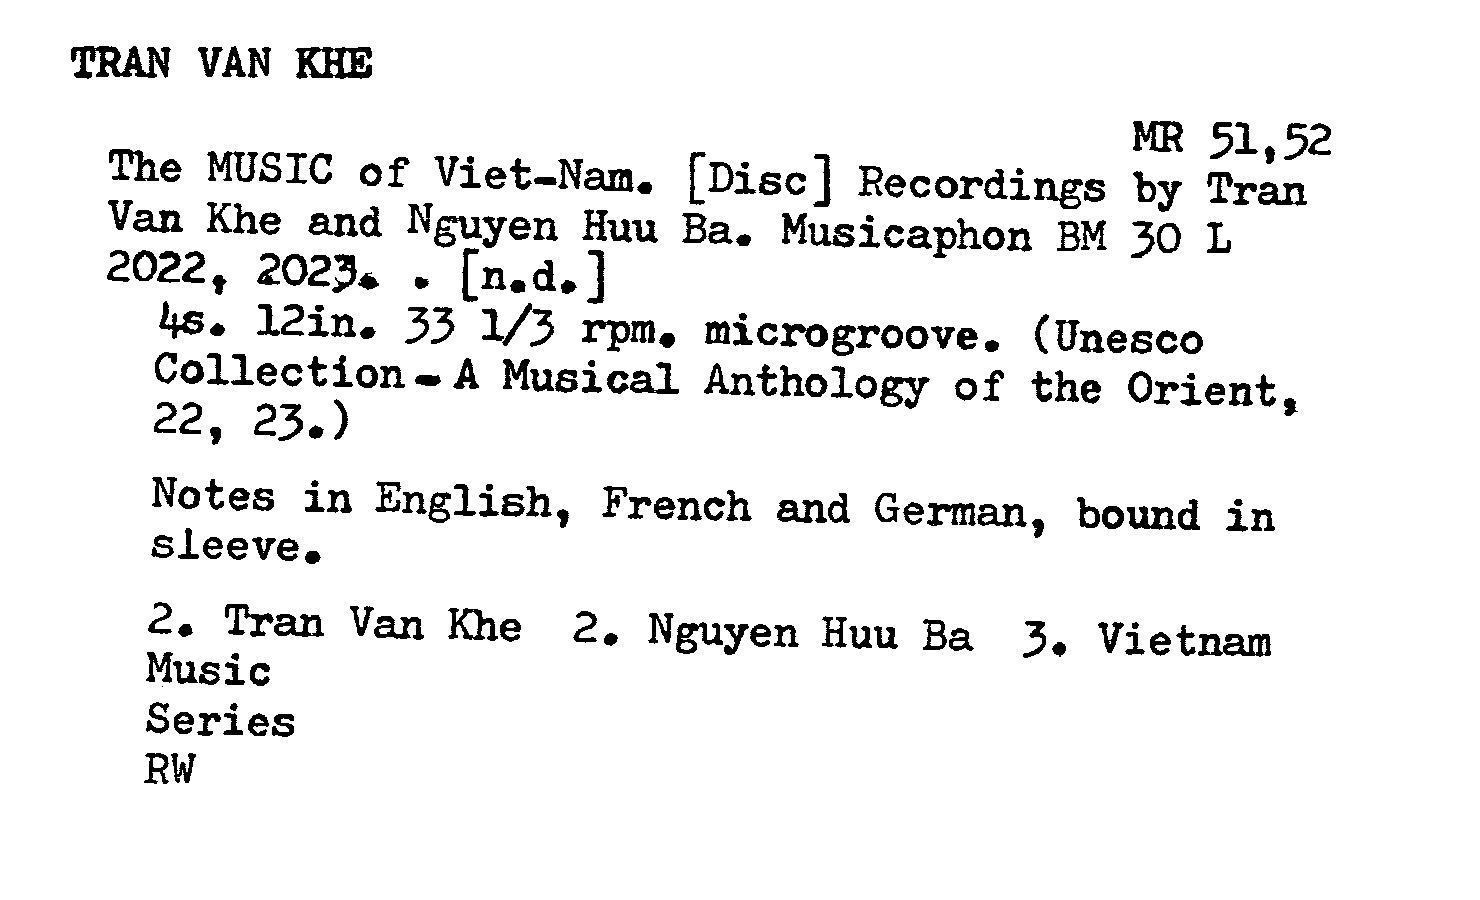 TRAN VAN KHE
MR 51,52
The MUSIC of Viet-Nam. [Disc] Recordings by Tran
Van Khe and Nguyen Huu Ba. Musicaphon BM 30 L
2022, 2023. . [n.d.]
4s. 12in. 33 1/3 rpm. microgroove. (Unesco
Collection - A Musical Anthology of the Orient,
22, 23.)
Notes in English, French and German, bound in
sleeve.
2. Tran Van Khe 2. Nguyen Huu Ba 3. Vietnam
Music
Series
RW